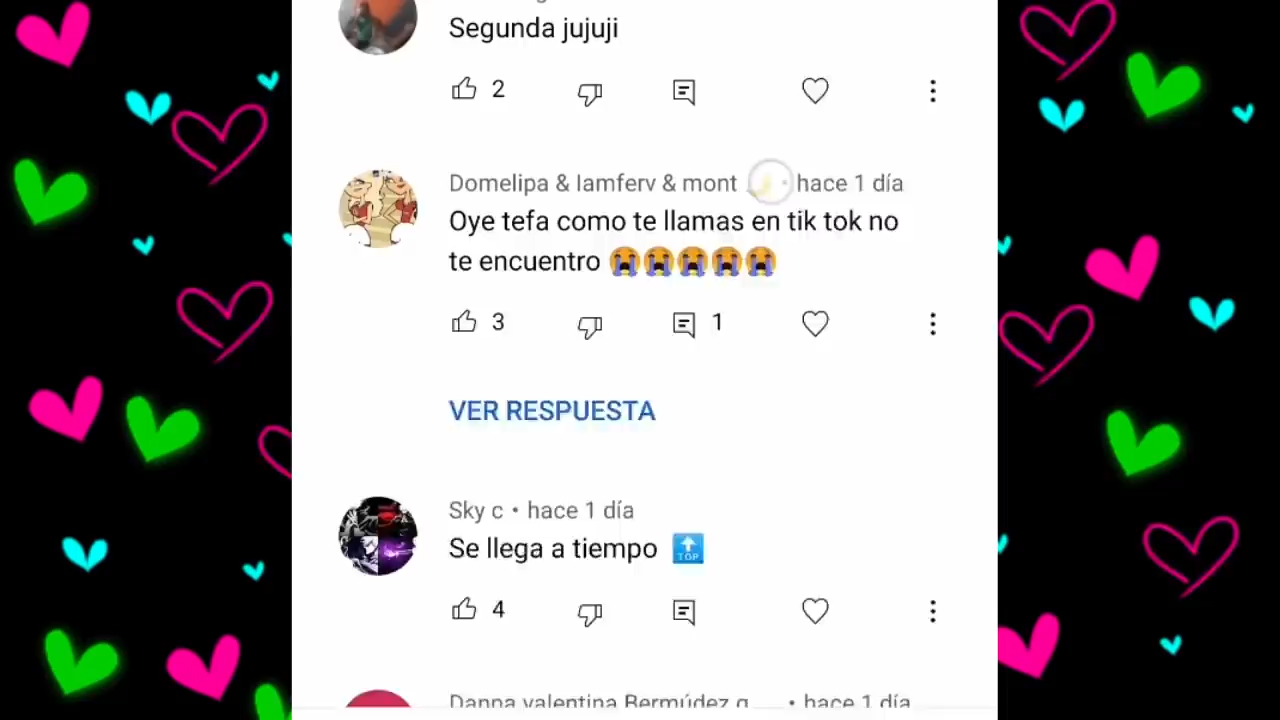 Segunda jujuji
2
Domelipa & Iamferv & mont hace 1 día
Oye tefa como te llamas en tik tok no
te encuentro 😭😭😭😭😭
3
1
VER RESPUESTA
Sky c • hace 1 día
Se llega a tiempo 🔝
4
Danna valentina Bermúdez g... • hace 1 día